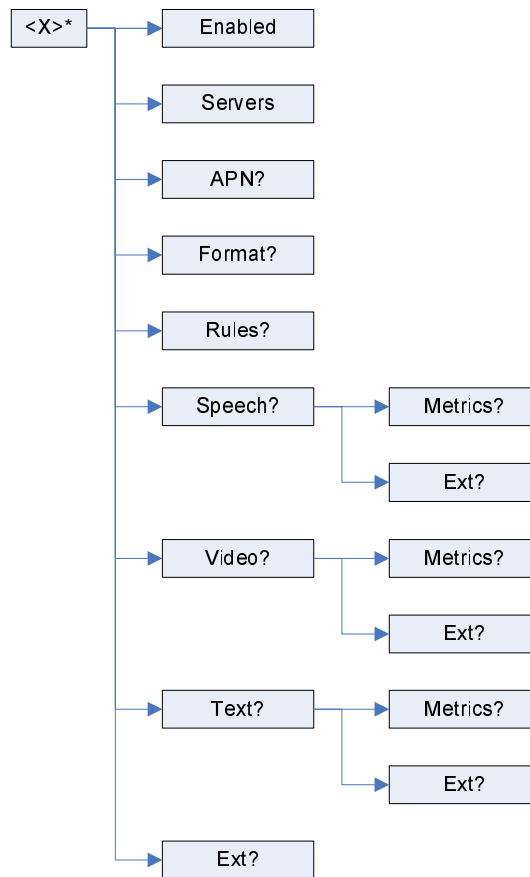 <X>*
Enabled
Servers
APN?
Format?
Rules?
Speech?
Metrics?
Ext?
Video?
Metrics?
Ext?
Text?
Metrics?
Ext?
Ext?